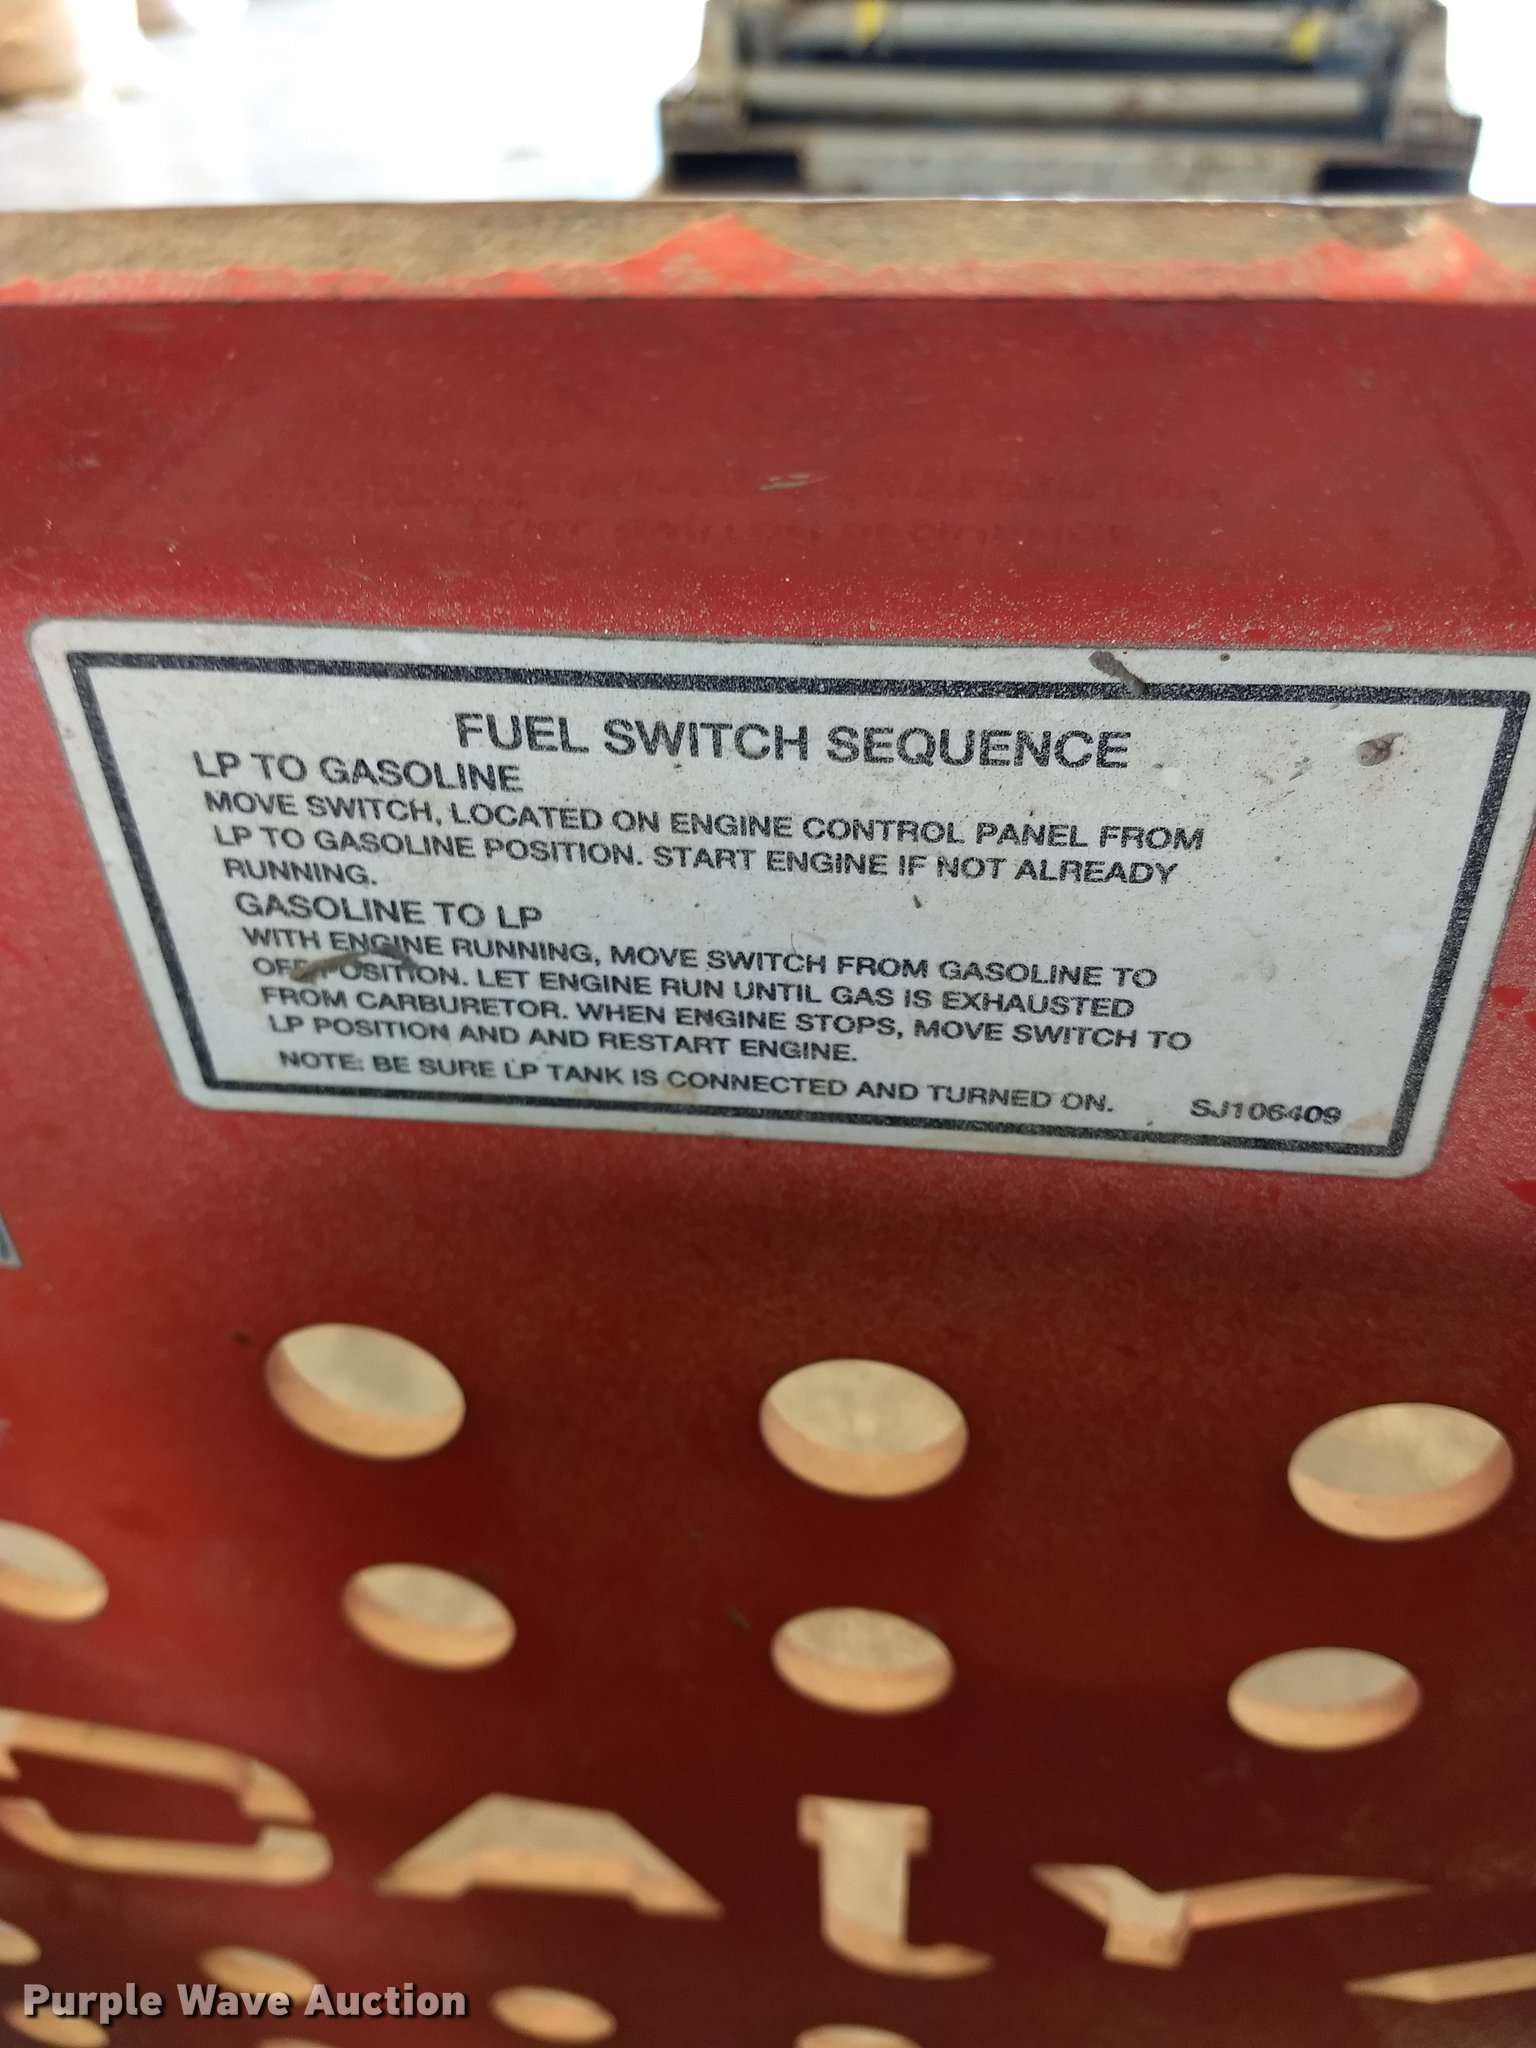 FUEL SWITCH SEQUENCE
LP TO GASOLINE
MOVE SWITCH, LOCATED ON ENGINE CONTROL PANEL FROM
LP TO GASOLINE POSITION. START ENGINE IF NOT ALREADY
RUNNING.
GASOLINE TO LP
WITH ENGINE RUNNING, MOVE SWITCH FROM GASOLINE TO
OFF POSITION. LET ENGINE RUN UNTIL GAS IS EXHAUSTED
FROM CARBURETOR. WHEN ENGINE STOPS, MOVE SWITCH TO
LP POSITION AND AND RESTART ENGINE.
NOTE: BE SURE LP TANK IS CONNECTED AND TURNED ON. SJ106409
Purple Wave Auction